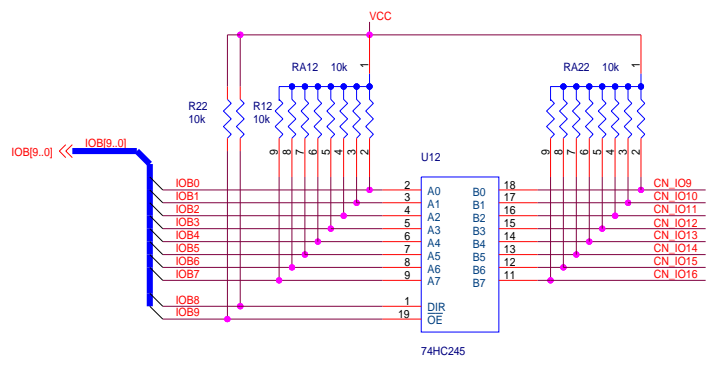 VCC
RA12 10k 1
RA22 10k 1
R22 10k
R12 10k
9 8 7 6 5 4 3 2
9 8 7 6 5 4 3 2
IOB[9..0]
IOB[9..0]
U12
IOB0 2 A0 B0 18 CN_IO9
IOB1 3 A1 B1 17 CN_IO10
IOB2 4 A2 B2 16 CN_IO11
IOB3 5 A3 B3 15 CN_IO12
IOB4 6 A4 B4 14 CN_IO13
IOB5 7 A5 B5 13 CN_IO14
IOB6 8 A6 B6 12 CN_IO15
IOB7 9 A7 B7 11 CN_IO16
IOB8 1 DIR
IOB9 19 OE
74HC245